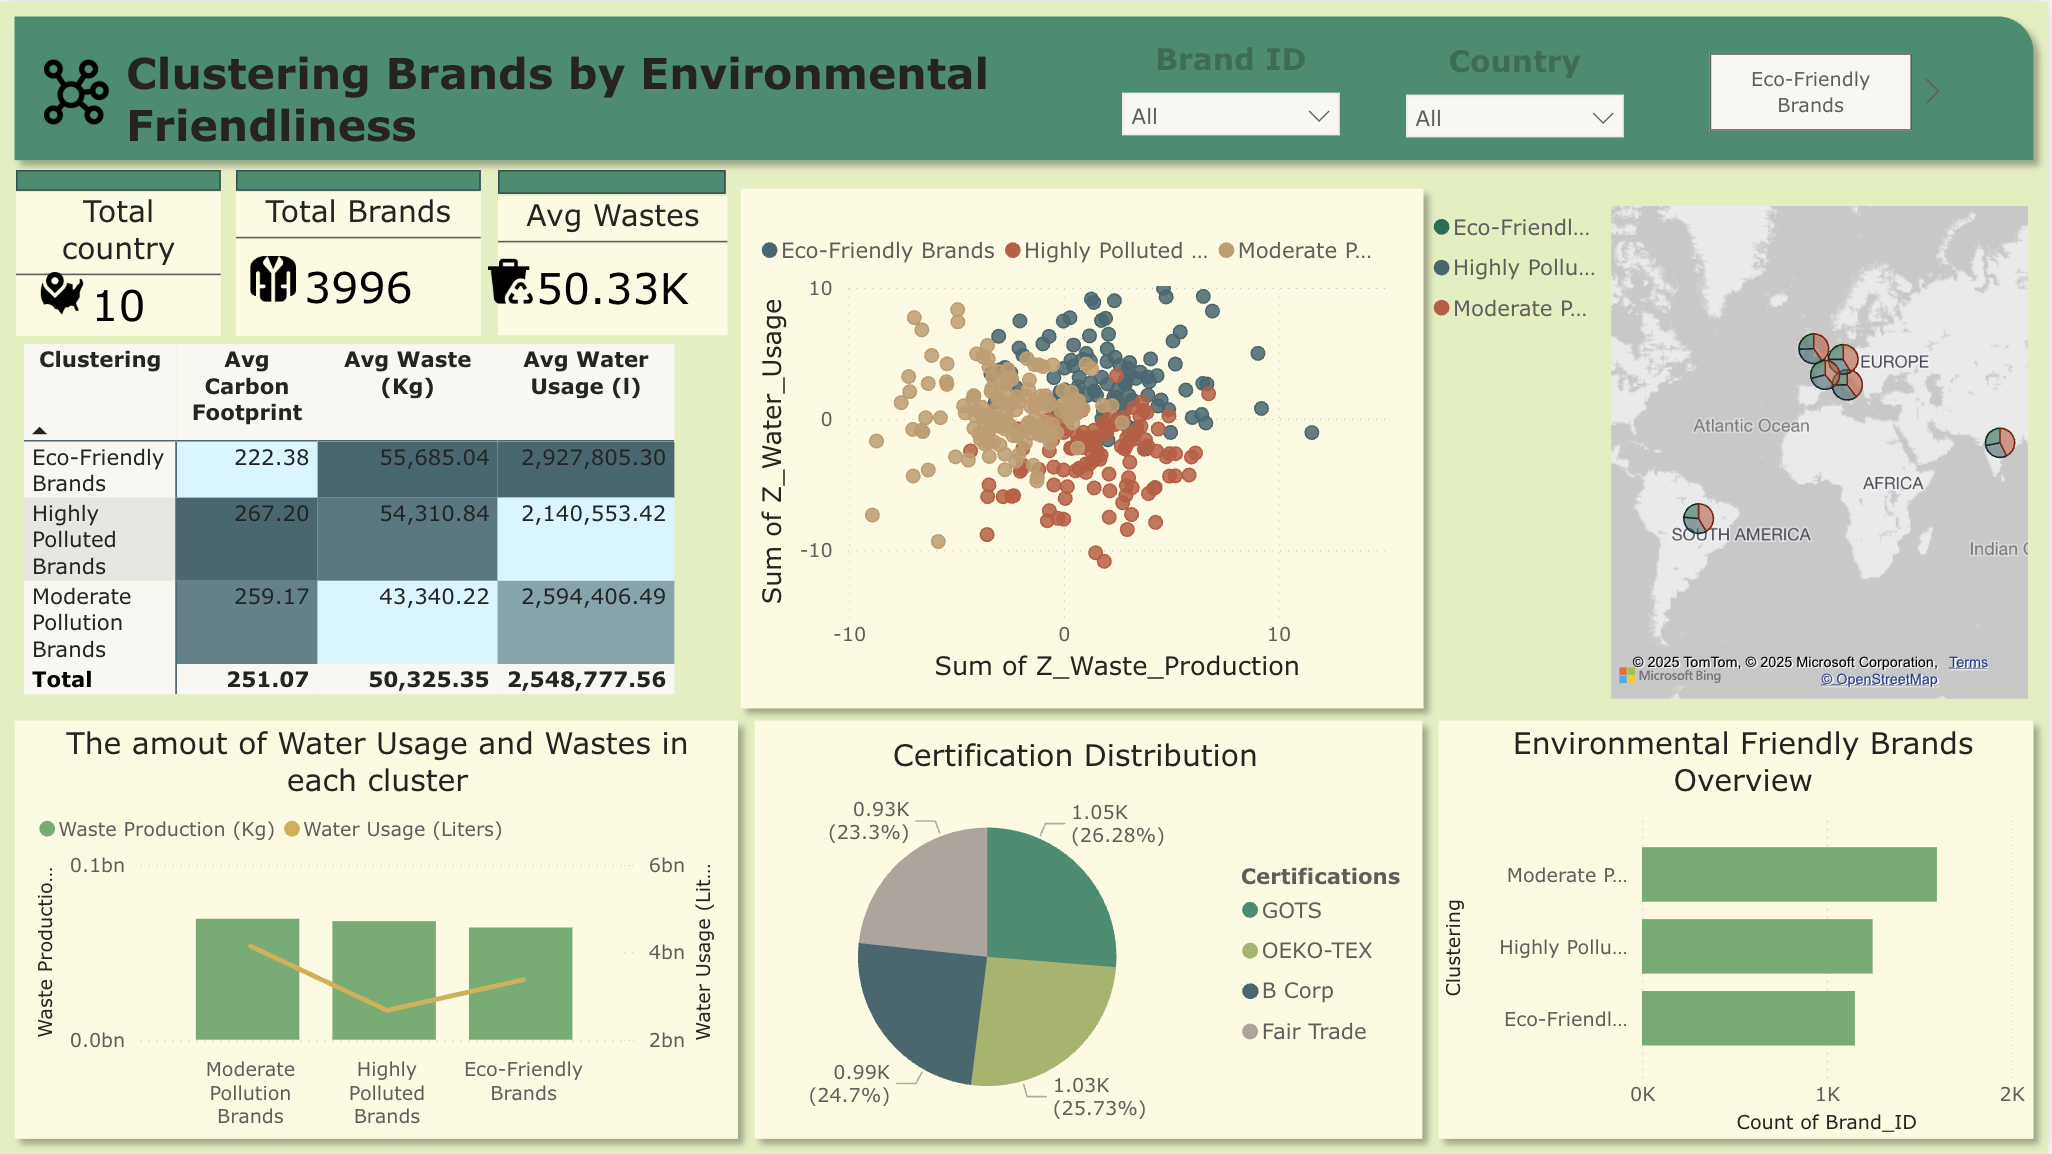 Clustering Brands by Environmental
Friendliness
Brand ID
All
Country
All
Eco-Friendly
Brands
Total
country
10
Total Brands
3996
Avg Wastes
50.33K
Clustering
Avg
Carbon
Footprint
Avg Waste
(Kg)
Avg Water
Usage (l)
Eco-Friendly
Brands
222.38
55,685.04
2,927,805.30
Highly
Polluted
Brands
267.20
54,310.84
2,140,553.42
Moderate
Pollution
Brands
259.17
43,340.22
2,594,406.49
Total
251.07
50,325.35
2,548,777.56
Eco-Friendly Brands
Highly Polluted ...
Moderate P...
Sum of Z_Water_Usage
10
0
-10
-10
0
10
Sum of Z_Waste_Production
Eco-Friendl...
Highly Pollu...
Moderate P...
EUROPE
Atlantic Ocean
AFRICA
SOUTH AMERICA
Indian O
© 2025 TomTom, © 2025 Microsoft Corporation, Terms
Microsoft Bing
© OpenStreetMap
The amout of Water Usage and Wastes in
each cluster
Waste Production (Kg)
Water Usage (Liters)
Waste Productio...
0.1bn
0.0bn
6bn
4bn
2bn
Water Usage (Lit...
Moderate
Pollution
Brands
Highly
Polluted
Brands
Eco-Friendly
Brands
Certification Distribution
0.93K
(23.3%)
1.05K
(26.28%)
0.99K
(24.7%)
1.03K
(25.73%)
Certifications
GOTS
OEKO-TEX
B Corp
Fair Trade
Environmental Friendly Brands
Overview
Clustering
Moderate P...
Highly Pollu...
Eco-Friendl...
0K
1K
2K
Count of Brand_ID